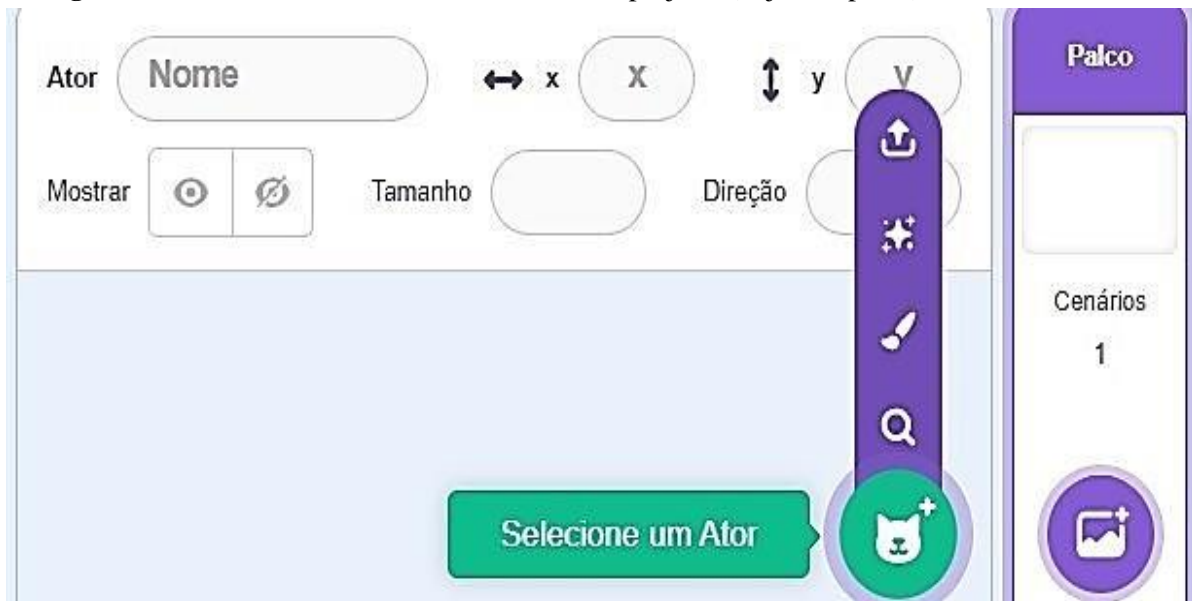 Ator Nome x x y y
Palco
Mostrar Tamanho Direção
Cenários
1
Selecione um Ator